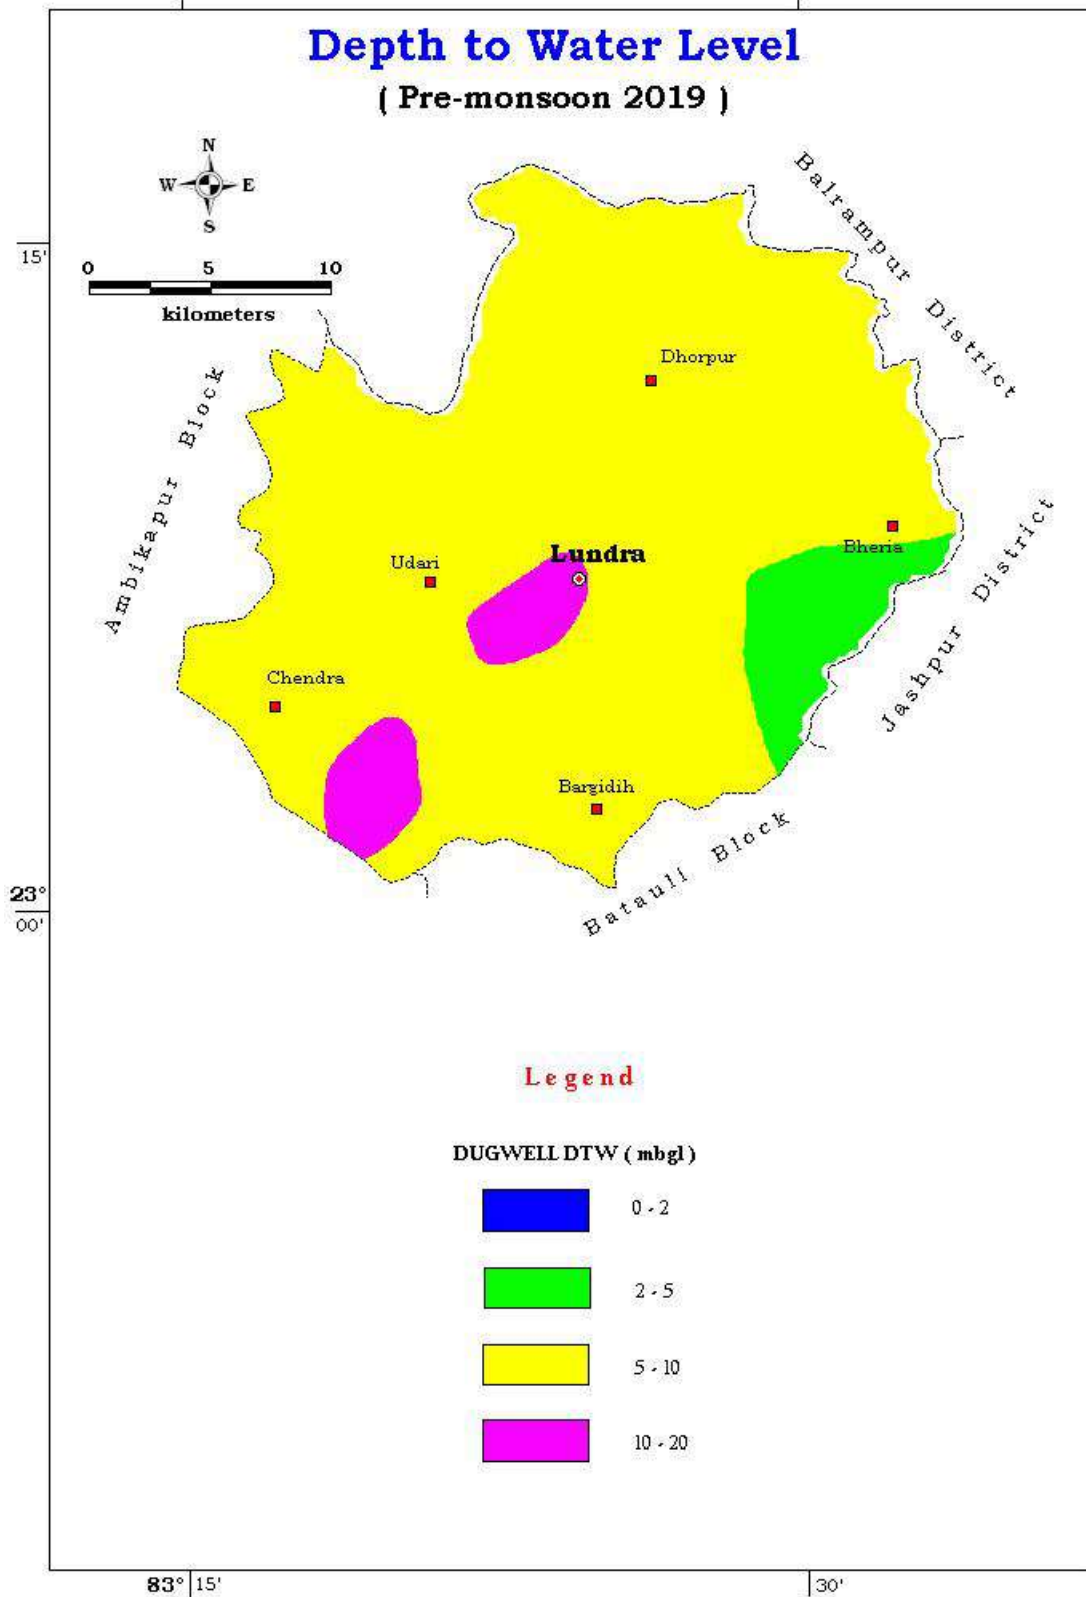 Depth to Water Level
( Pre-monsoon 2019 )
N
W E
S
15'
0 5 10
kilometers
Balrampur District
Ambikapur Block
Dhorpur
Jashpur District
Bheria
Lundra
Udari
Chendra
Bargidih
Batauli Block
23°
00'
Legend
DUGWELL DTW ( mbgl )
0 - 2
2 - 5
5 - 10
10 - 20
83° 15' 30'